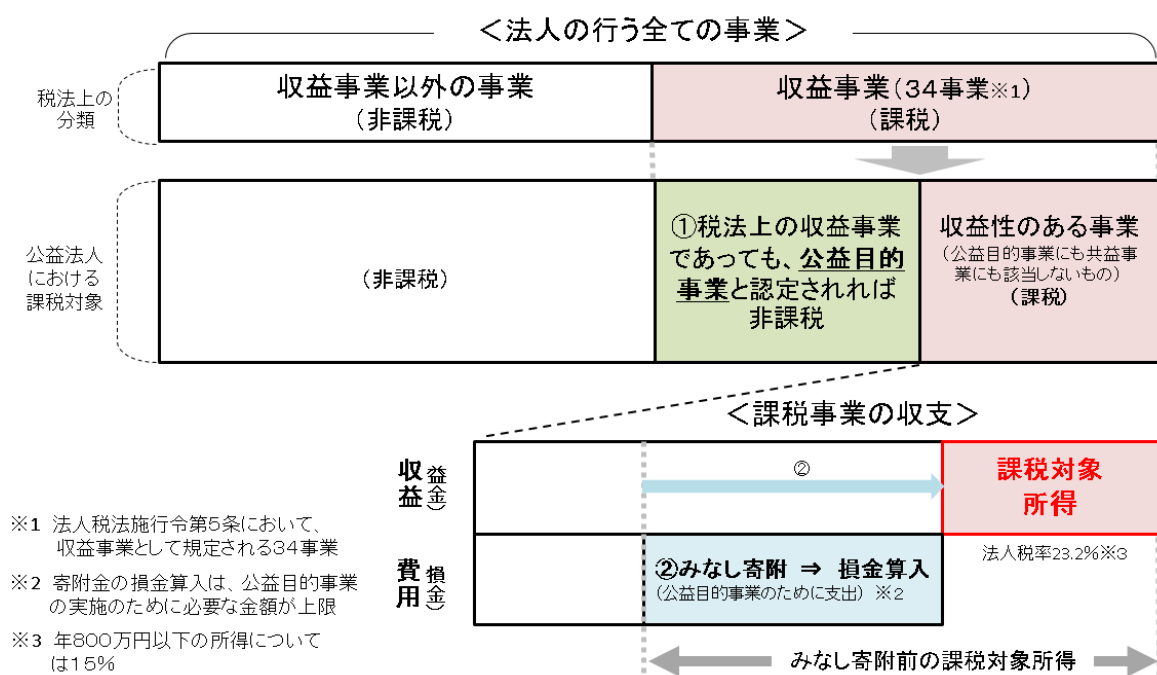 ＜法人の行う全ての事業＞
税法上の
分類
収益事業以外の事業
（非課税）
収益事業（３４事業※１）
（課税）
公益法人
における
課税対象
（非課税）
①税法上の収益事業
であっても、公益目的
事業と認定されれば
非課税
収益性のある事業
（公益目的事業にも共益事
業にも該当しないもの）
（課税）
＜課税事業の収支＞
収益（益金）
②
課税対象
所得
費用（損金）
②みなし寄附 ⇒ 損金算入
（公益目的事業のために支出） ※２
法人税率23.2％※３
みなし寄附前の課税対象所得
※１ 法人税法施行令第５条において、
収益事業として規定される３４事業
※２ 寄附金の損金算入は、公益目的事業
の実施のために必要な金額が上限
※３ 年８００万円以下の所得について
は１５％